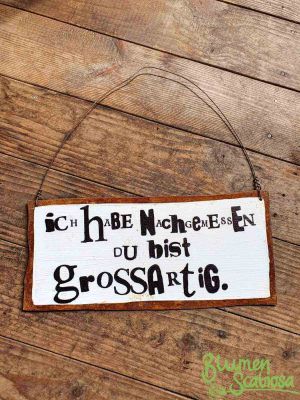 iCH hABE NACHGeMESSEN
DU bist
gROSSARtiG.
Blumen
Scabiosa